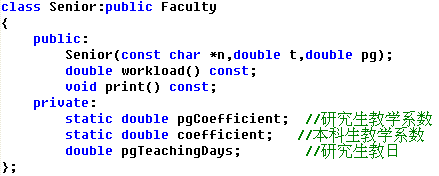 class Senior:public Faculty
{
public:
Senior(const char *n,double t,double pg);
double workload() const;
void print() const;
private:
static double pgCoefficient; //研究生教学系数
static double coefficient; //本科生教学系数
double pgTeachingDays; //研究生教日
};